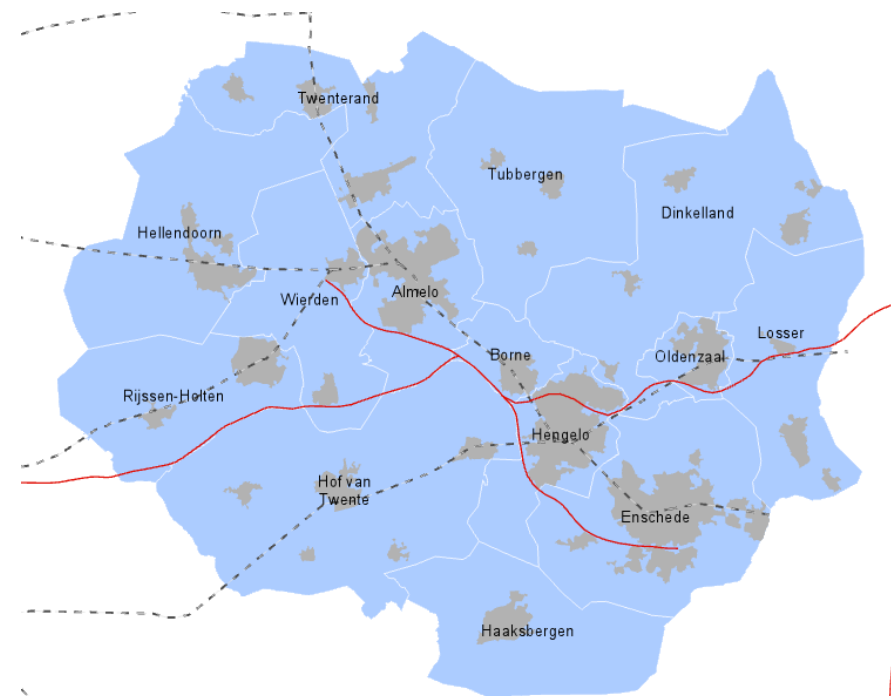 Twenterand
Tubbergen
Dinkelland
Hellendoorn
Wierden
Almelo
Borne
Oldenzaal
Losser
Rijssen-Holten
Hengelo
Hof van
Twente
Enschede
Haaksbergen